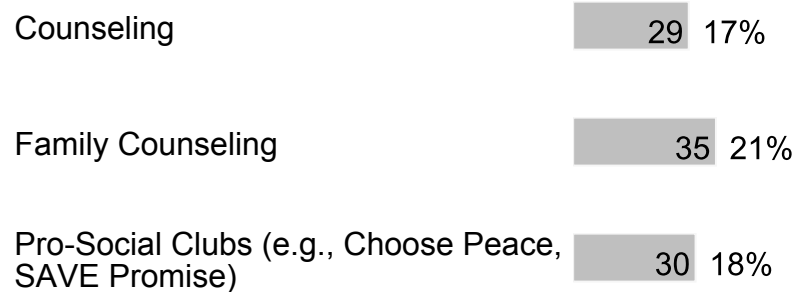 Counseling 29 17%
Family Counseling 35 21%
Pro-Social Clubs (e.g., Choose Peace,
SAVE Promise) 30 18%